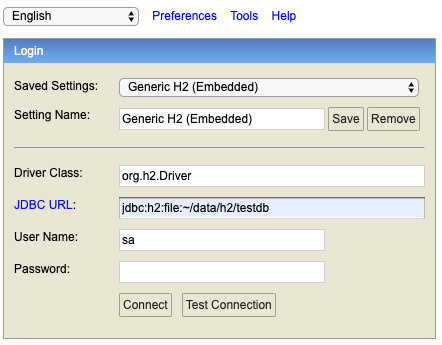 English Preferences Tools Help
Login
Saved Settings: Generic H2 (Embedded)
Setting Name: Generic H2 (Embedded) Save Remove
Driver Class: org.h2.Driver
JDBC URL: jdbc:h2:file:~/data/h2/testdb
User Name: sa
Password:
Connect Test Connection